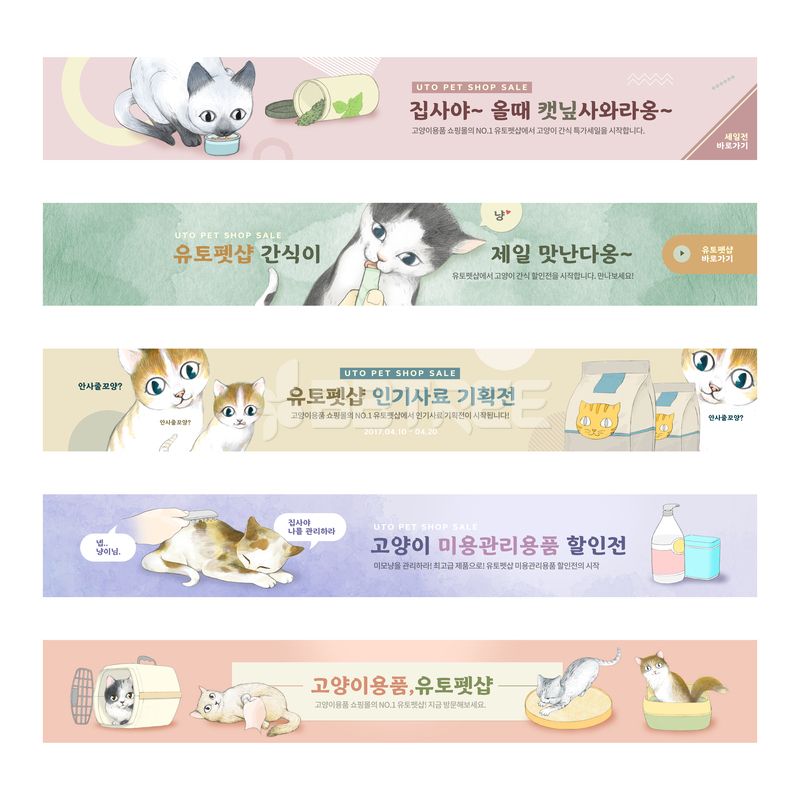 UTO PET SHOP SALE
집사야~ 올때 캣닢사와라옹~
고양이용품 쇼핑몰의 NO.1 유토펫샵에서 고양이 간식 특가세일을 시작합니다.
세일전
바로가기
냥
UTO PET SHOP SALE
유토펫샵 간식이
제일 맛난다옹~
유토펫샵에서 고양이 간식 할인전을 시작합니다. 만나보세요!
유토펫샵
바로가기
안사줄꼬얌?
안사줄꼬얌?
UTO PET SHOP SALE
유토펫샵 인기사료 기획전
고양이용품 쇼핑몰의 NO.1 유토펫샵에서 인기사료 기획전이 시작됩니다!
2017.04.10 ~ 04.20
안사줄꼬얌?
넵..
냥이님.
집사야
나를 관리하라
UTO PET SHOP SALE
고양이 미용관리용품 할인전
미모냥을 관리하라! 최고급 제품으로! 유토펫샵 미용관리용품 할인전의 시작
고양이용품,유토펫샵
고양이용품 쇼핑몰의 NO.1 유토펫샵! 지금 방문해보세요.